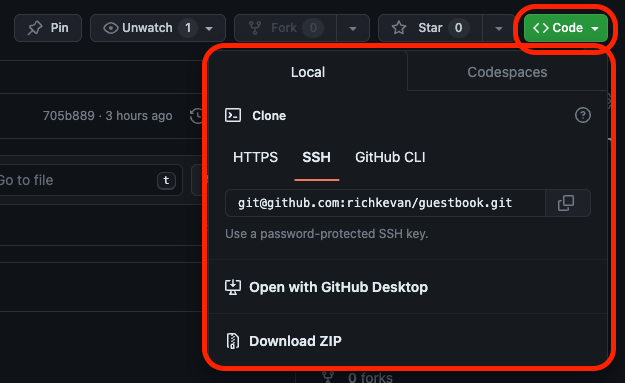 Pin
Unwatch 1
Fork 0
Star 0
<> Code
Local
Codespaces
705b889 · 3 hours ago
Clone
Go to file
t
HTTPS
SSH
GitHub CLI
git@github.com:richkevan/guestbook.git
Use a password-protected SSH key.
Open with GitHub Desktop
Download ZIP
0 forks